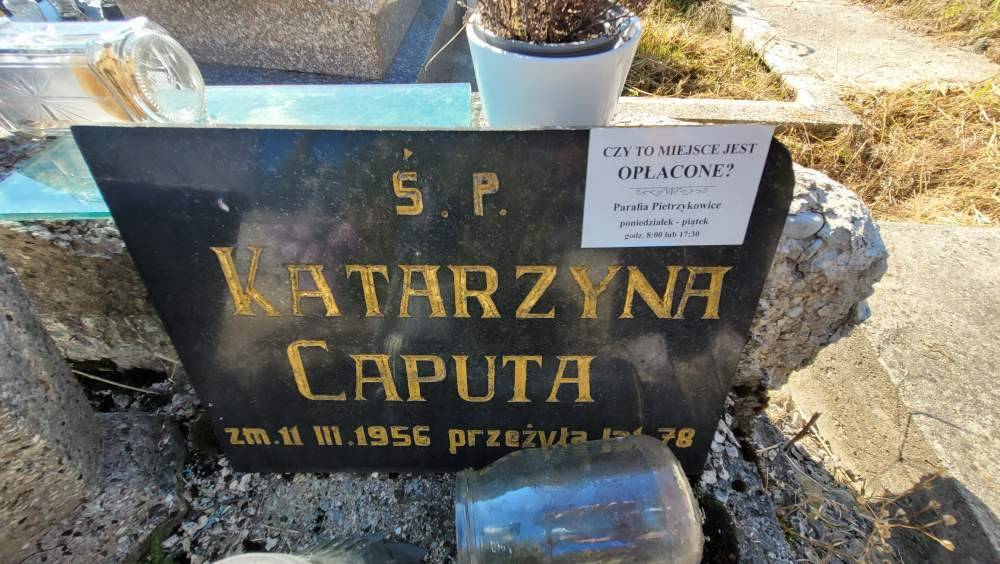 Ś.P.
KATARZYNA
CAPUTA
zm. 11 III. 1956 przeżyła lat 78
CZY TO MIEJSCE JEST
OPŁACONE?
Parafia Pietrzykowice
poniedziałek - piątek
godz. 8:00 lub 17:30